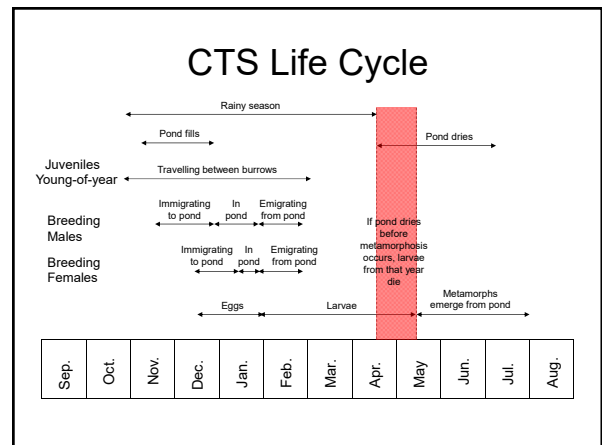 CTS Life Cycle
Rainy season
Pond fills
Pond dries
Juveniles
Young-of-year
Travelling between burrows
Immigrating
to pond
In
pond
Emigrating
from pond
Breeding
Males
If pond dries
before
metamorphosis
occurs, larvae
from that year
die
Immigrating
to pond
In
pond
Emigrating
from pond
Breeding
Females
Metamorphs
emerge from pond
Eggs
Larvae
Sep.
Oct.
Nov.
Dec.
Jan.
Feb.
Mar.
Apr.
May
Jun.
Jul.
Aug.